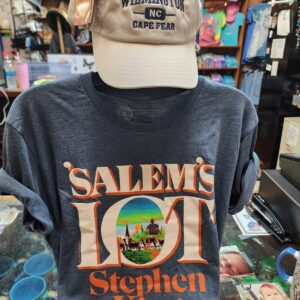 WILMINGTON
NC
CAPE FEAR
'SALEM'S
LOT
Stephen